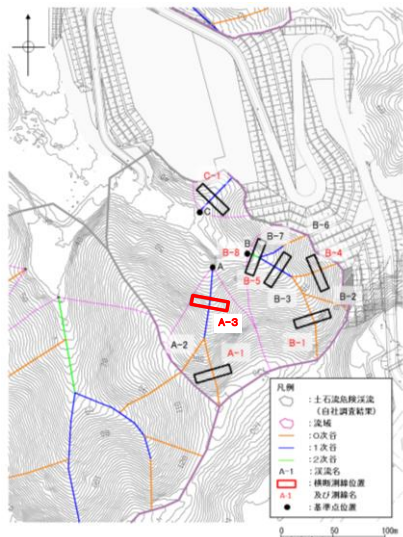 C-1
C
B-7
B-6
B
B-8
B-4
B-5
A
B-3
B-2
A-3
B-1
A-2
A-1
凡例
：土石流危険渓流
（自社調査結果）
：流域
：0次谷
：1次谷
：2次谷
A-1 ：渓流名
：横断測線位置
A-1 及び測線名
：基準点位置
0 50 100m